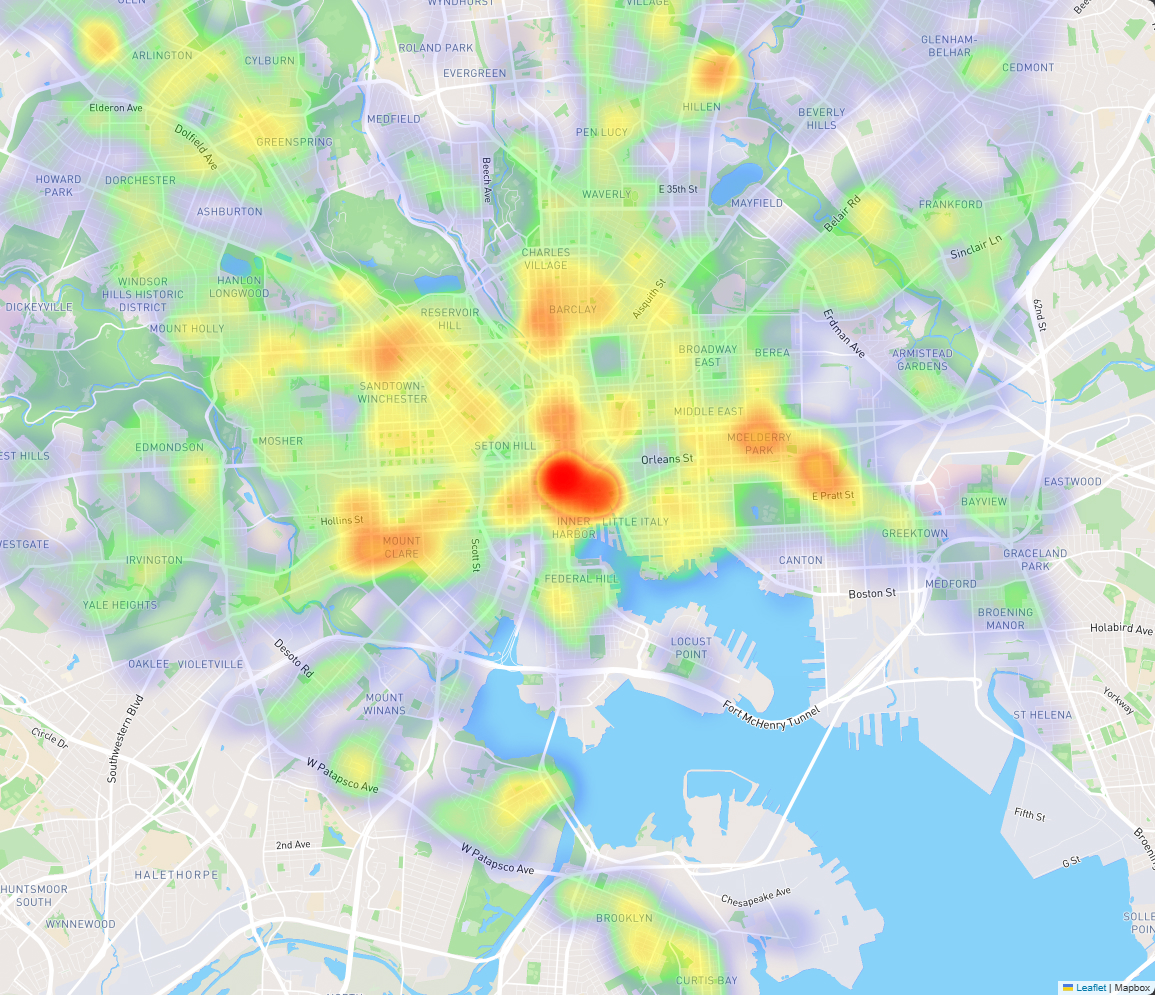 WYNDHURST
VILLAGE
ROLAND PARK
GLENHAM-
BELHAR
ARLINGTON
CYLBURN
EVERGREEN
CEDMONT
Elderon Ave
HILLEN
MEDFIELD
BEVERLY
HILLS
Dolfield Ave
GREENSPRING
PEN LUCY
Beech Ave
HOWARD
PARK
DORCHESTER
E 35th St
WAVERLY
MAYFIELD
ASHBURTON
Belair Rd
FRANKFORD
Sinclair Ln
CHARLES
VILLAGE
WINDSOR
HILLS HISTORIC
DISTRICT
HANLON
LONGWOOD
Aisquith St
DICKEYVILLE
RESERVOIR
HILL
BARCLAY
62nd St
MOUNT HOLLY
Erdman Ave
BROADWAY
EAST
BEREA
ARMISTEAD
GARDENS
SANDTOWN-
WINCHESTER
MIDDLE EAST
MOSHER
SETON HILL
MCELDERRY
PARK
EDMONDSON
EST HILLS
Orleans St
EASTWOOD
E Pratt St
BAYVIEW
Hollins St
INNER
HARBOR
LITTLE ITALY
GREEKTOWN
WESTGATE
MOUNT
CLARE
Scott St
IRVINGTON
CANTON
GRACELAND
PARK
FEDERAL HILL
MEDFORD
Boston St
YALE HEIGHTS
BROENING
MANOR
Holabird Ave
LOCUST
POINT
OAKLEE
VIOLETVILLE
Desoto Rd
MOUNT
WINANS
Yorkway
Fort McHenry Tunnel
ST HELENA
Southwestern Blvd
Circle Dr
W Patapsco Ave
Fifth St
2nd Ave
W Patapsco Ave
G St
Broening
HALETHORPE
HUNTSMOOR
SOUTH
Chesapeake Ave
WYNNEWOOD
BROOKLYN
SOLLE
POIN
CURTIS BAY
Leaflet | Mapbox